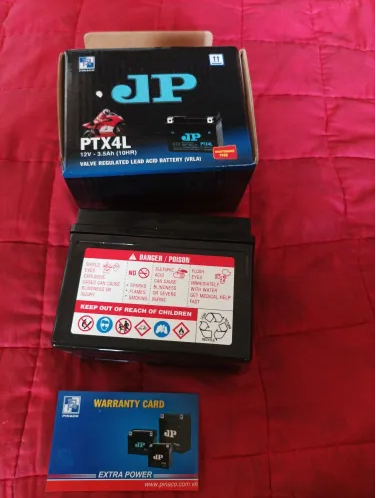 PINACO
JP
PTX4L
12V - 3.5Ah (10HR)
VALVE REGULATED LEAD ACID BATTERY (VRLA)
JP
PTX4L
DANGER / POISON
SHIELD
EYES
EXPLOSIVE
GASES CAN CAUSE
BLINDNESS OR
INJURY
NO
• SPARKS
• FLAMES
• SMOKING
SULFURIC
ACID
CAN CAUSE
BLINDNESS
OR SEVERE
BURNS
FLUSH
EYES
IMMEDIATELY
WITH WATER
GET MEDICAL HELP
FAST
KEEP OUT OF REACH OF CHILDREN
PINACO
WARRANTY CARD
JP
EXTRA POWER
www.pinaco.com.vn